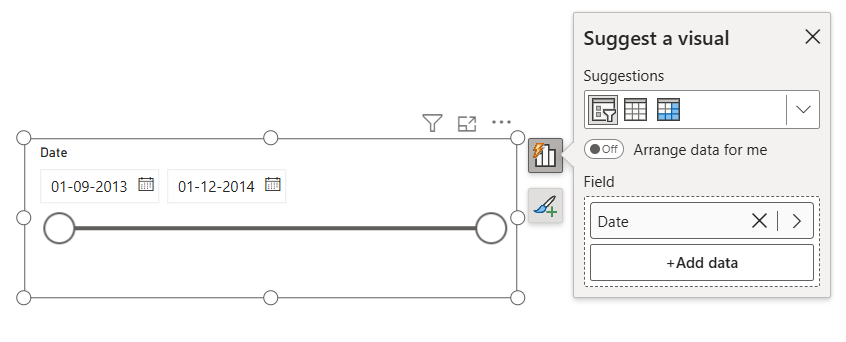 Suggest a visual
Suggestions
Date
01-09-2013
01-12-2014
Off
Arrange data for me
Field
Date
+Add data